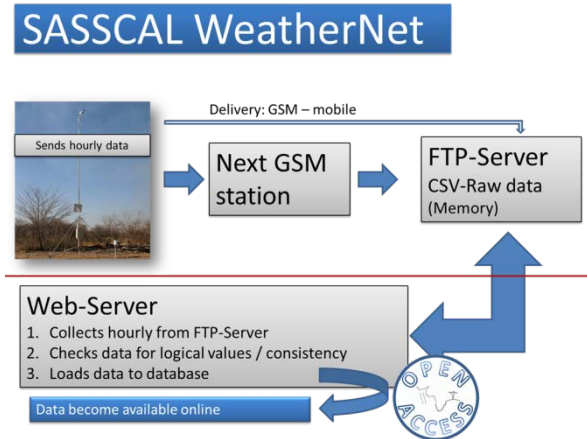 SASSCAL WeatherNet
Delivery: GSM – mobile
Sends hourly data
Next GSM
station
FTP-Server
CSV-Raw data
(Memory)
Web-Server
1. Collects hourly from FTP-Server
2. Checks data for logical values / consistency
3. Loads data to database
Data become available online
OPEN
ACCESS